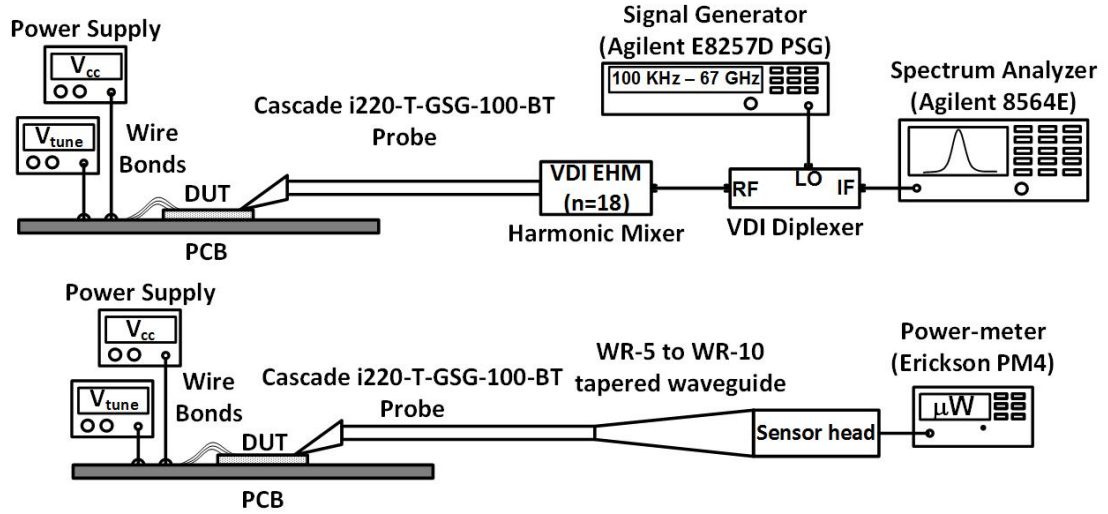 Signal Generator
(Agilent E8257D PSG)
Power Supply
Vcc
100 KHz – 67 GHz
Spectrum Analyzer
(Agilent 8564E)
Cascade i220-T-GSG-100-BT
Probe
Vtune
Wire
Bonds
DUT
VDI EHM
(n=18)
RF
LO
IF
Harmonic Mixer
VDI Diplexer
PCB
Power Supply
Vcc
WR-5 to WR-10
tapered waveguide
Power-meter
(Erickson PM4)
Wire
Bonds
Cascade i220-T-GSG-100-BT
Probe
Vtune
μW
DUT
Sensor head
PCB